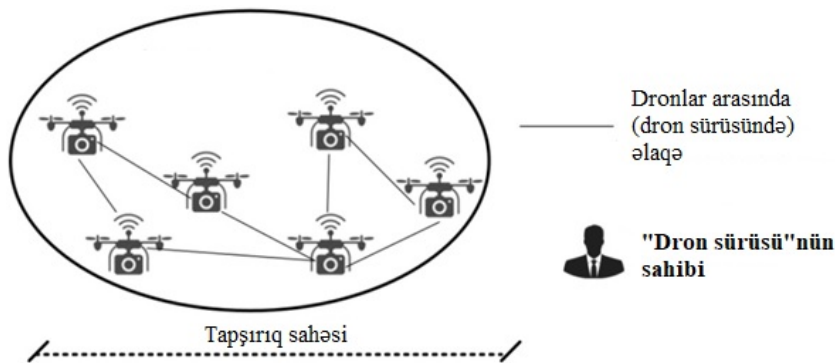 Dronlar arasında
(dron sürüsündə)
əlaqə
"Dron sürüsü"nün
sahibi
Tapşırıq sahəsi